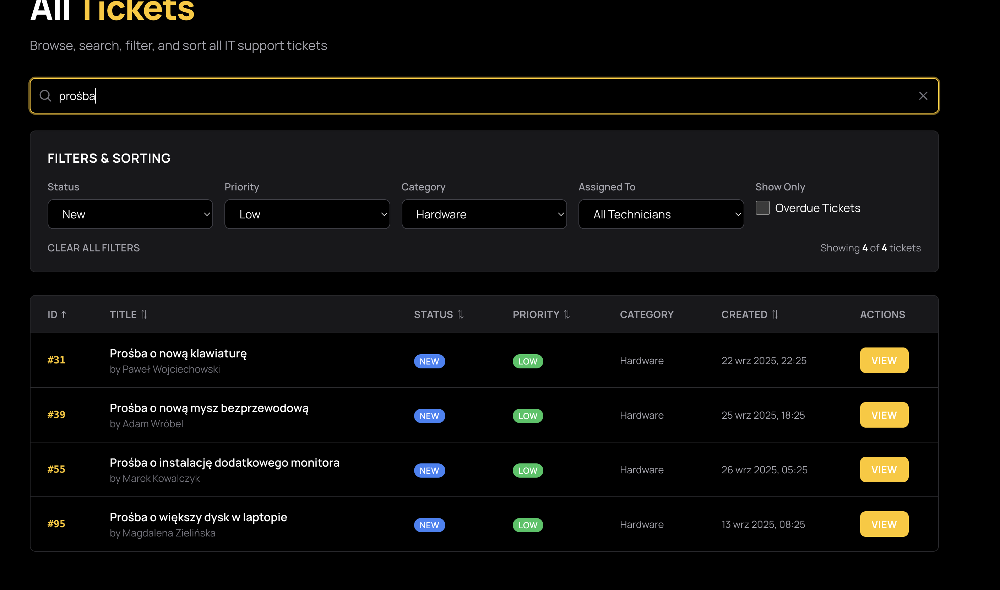 All Tickets
Browse, search, filter, and sort all IT support tickets
prośba
FILTERS & SORTING
Status Priority Category Assigned To Show Only
New Low Hardware All Technicians Overdue Tickets
CLEAR ALL FILTERS Showing 4 of 4 tickets
ID ↑ TITLE ⇅ STATUS ⇅ PRIORITY ⇅ CATEGORY CREATED ⇅ ACTIONS
#31 Prośba o nową klawiaturę NEW LOW Hardware 22 wrz 2025, 22:25 VIEW
by Paweł Wojciechowski
#39 Prośba o nową mysz bezprzewodową NEW LOW Hardware 25 wrz 2025, 18:25 VIEW
by Adam Wróbel
#55 Prośba o instalację dodatkowego monitora NEW LOW Hardware 26 wrz 2025, 05:25 VIEW
by Marek Kowalczyk
#95 Prośba o większy dysk w laptopie NEW LOW Hardware 13 wrz 2025, 08:25 VIEW
by Magdalena Zielińska